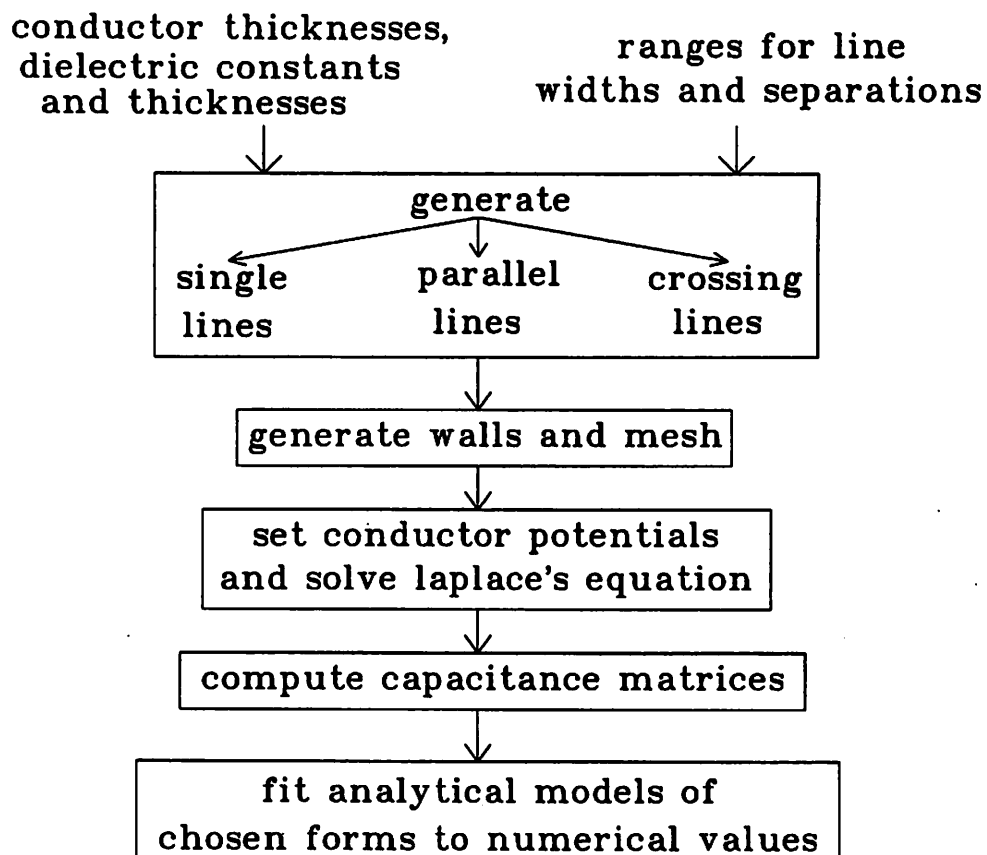 conductor thicknesses,
dielectric constants
and thicknesses
ranges for line
widths and separations
generate
single
lines
parallel
lines
crossing
lines
generate walls and mesh
set conductor potentials
and solve laplace's equation
compute capacitance matrices
fit analytical models of
chosen forms to numerical values